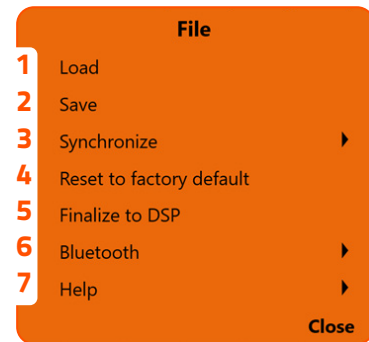 File
1 Load
2 Save
3 Synchronize
4 Reset to factory default
5 Finalize to DSP
6 Bluetooth
7 Help
Close